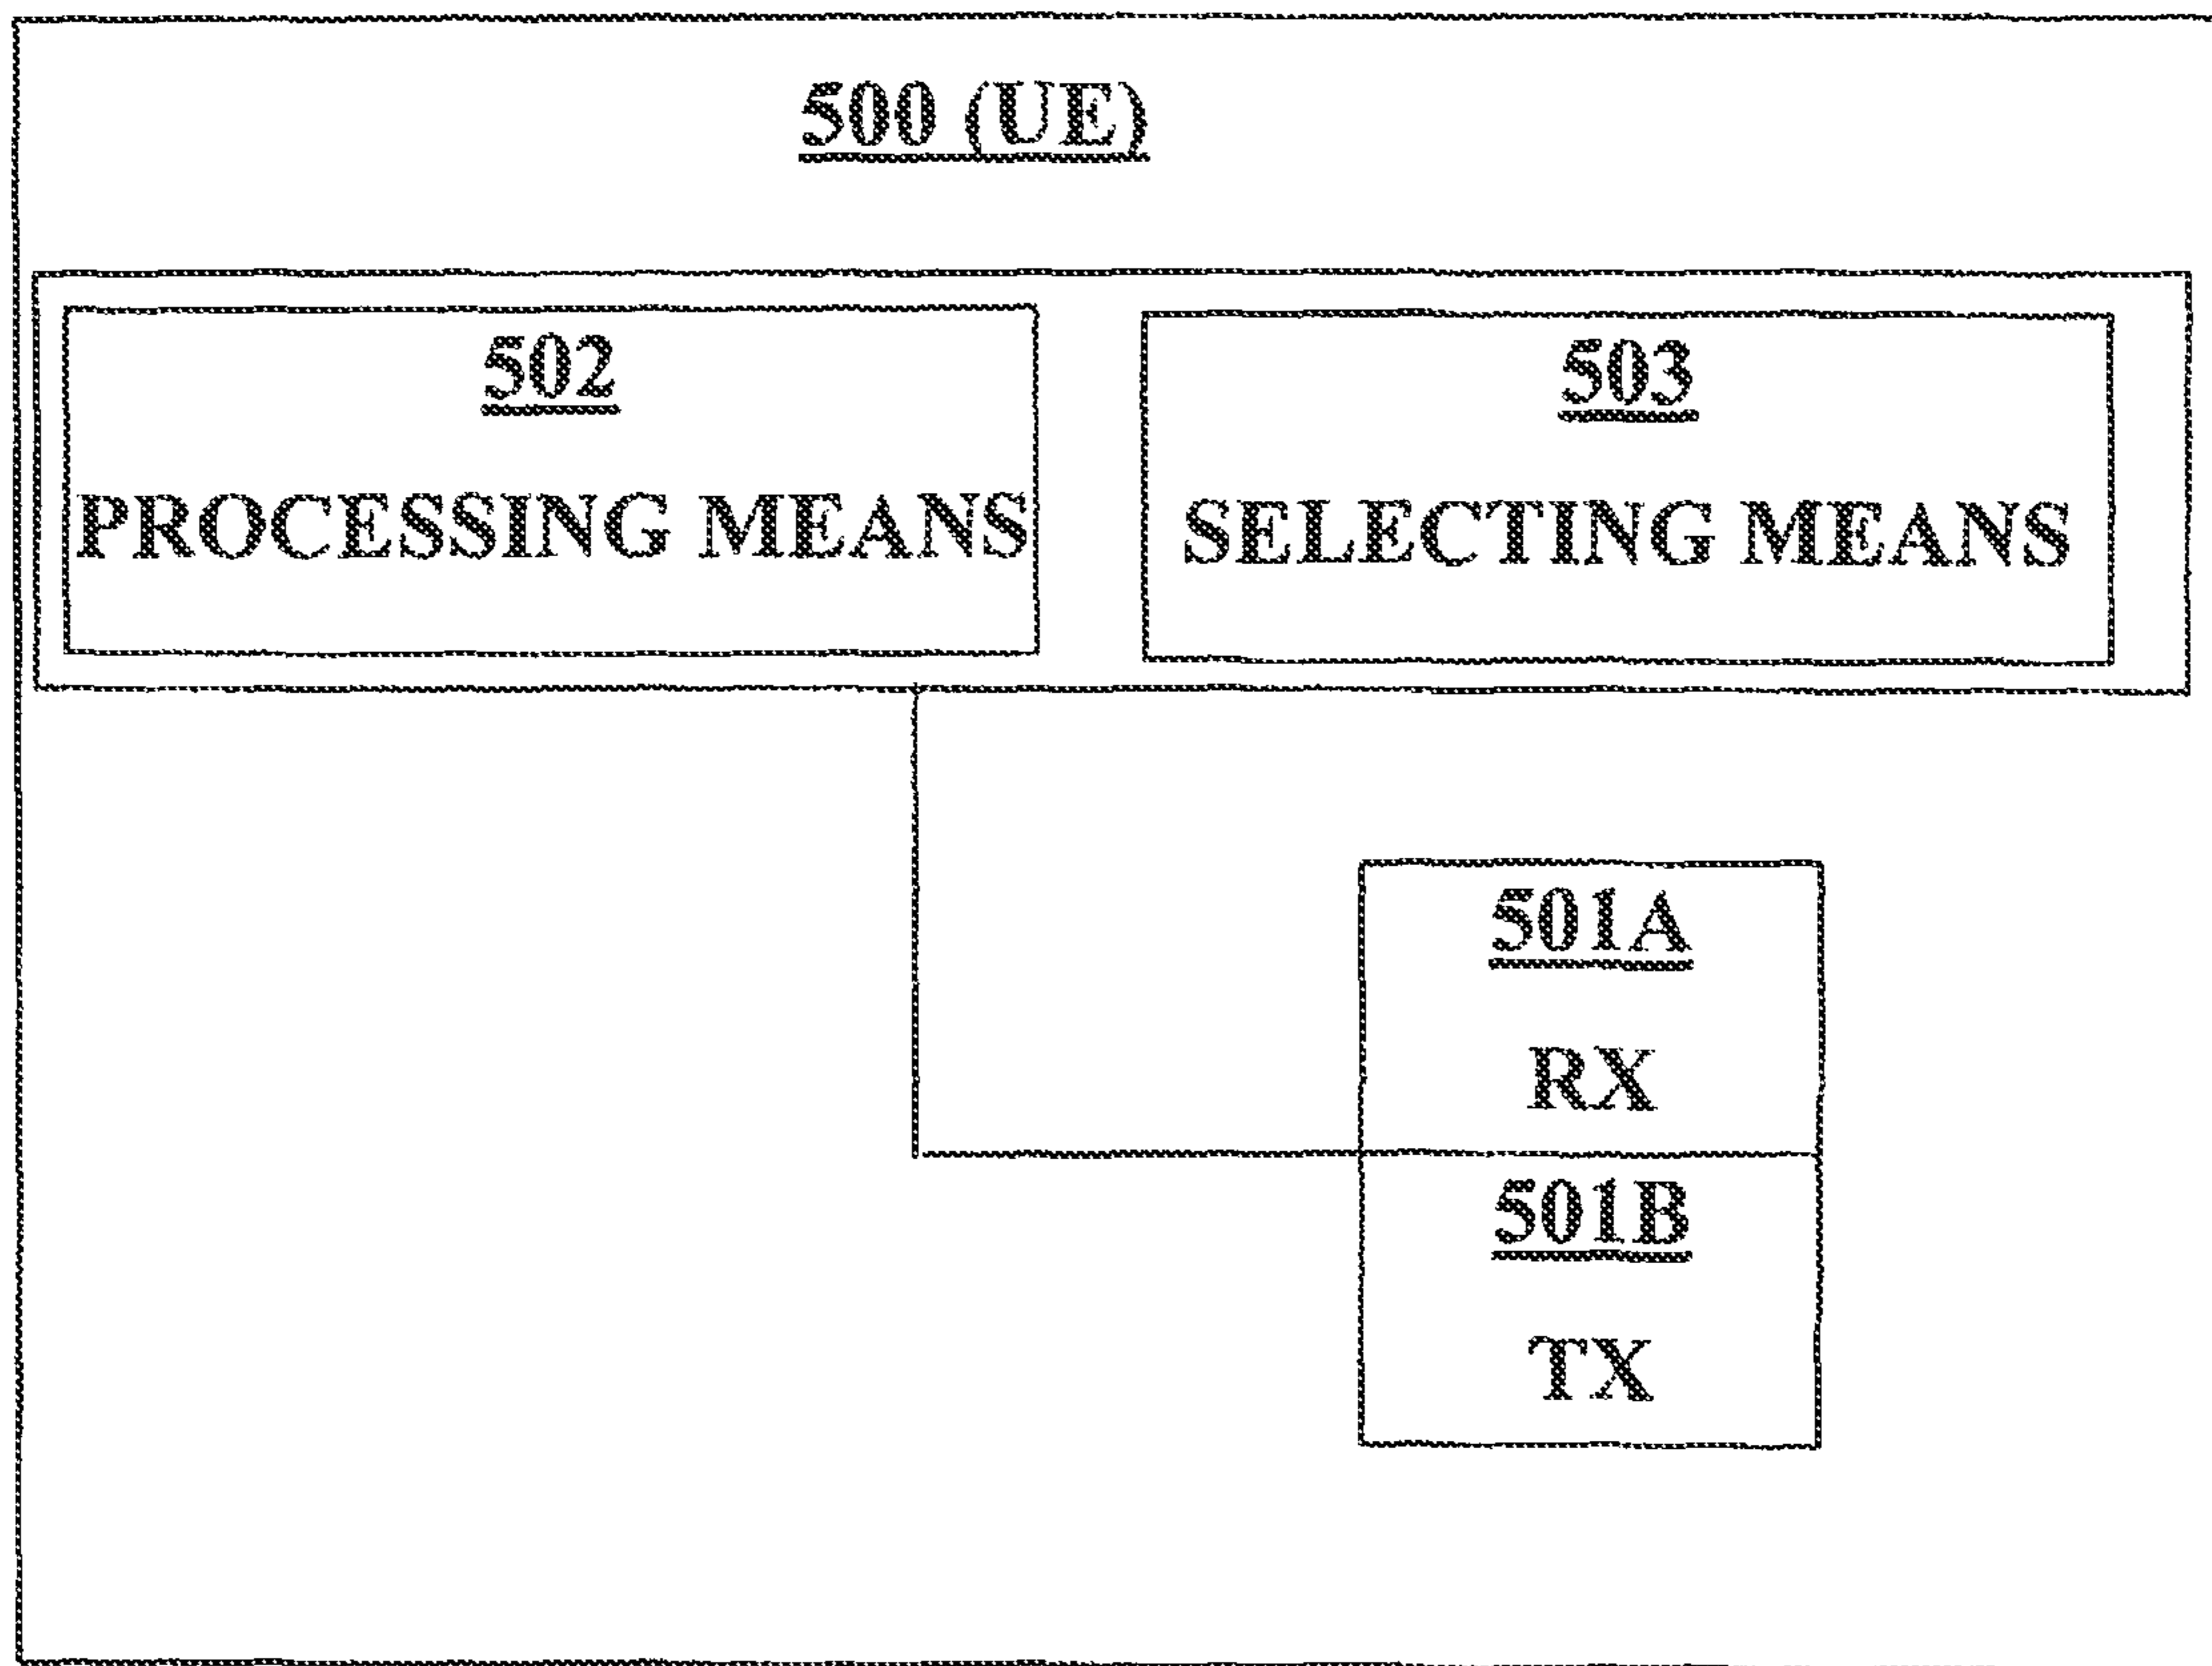 500 (UE)
502
PROCESSING MEANS
503
SELECTING MEANS
501A
RX
501B
TX